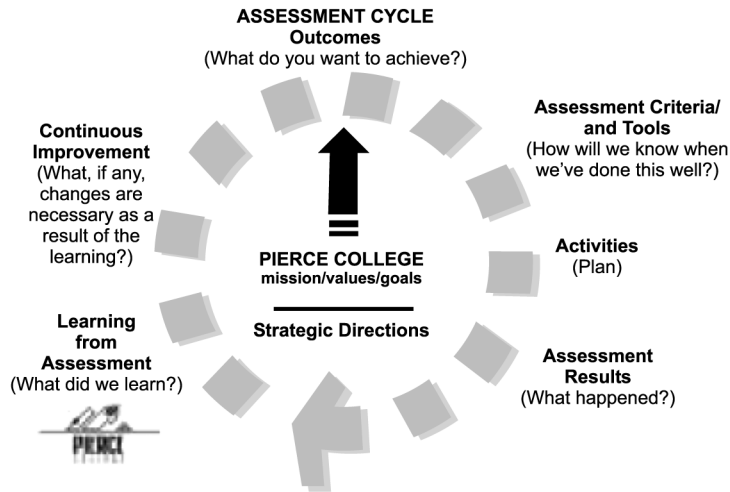 ASSESSMENT CYCLE
Outcomes
(What do you want to achieve?)
Assessment Criteria/
and Tools
(How will we know when
we've done this well?)
Activities
(Plan)
Assessment
Results
(What happened?)
Learning
from
Assessment
(What did we learn?)
Continuous
Improvement
(What, if any,
changes are
necessary as a
result of the
learning?)
PIERCE COLLEGE
mission/values/goals
Strategic Directions
PIERCE